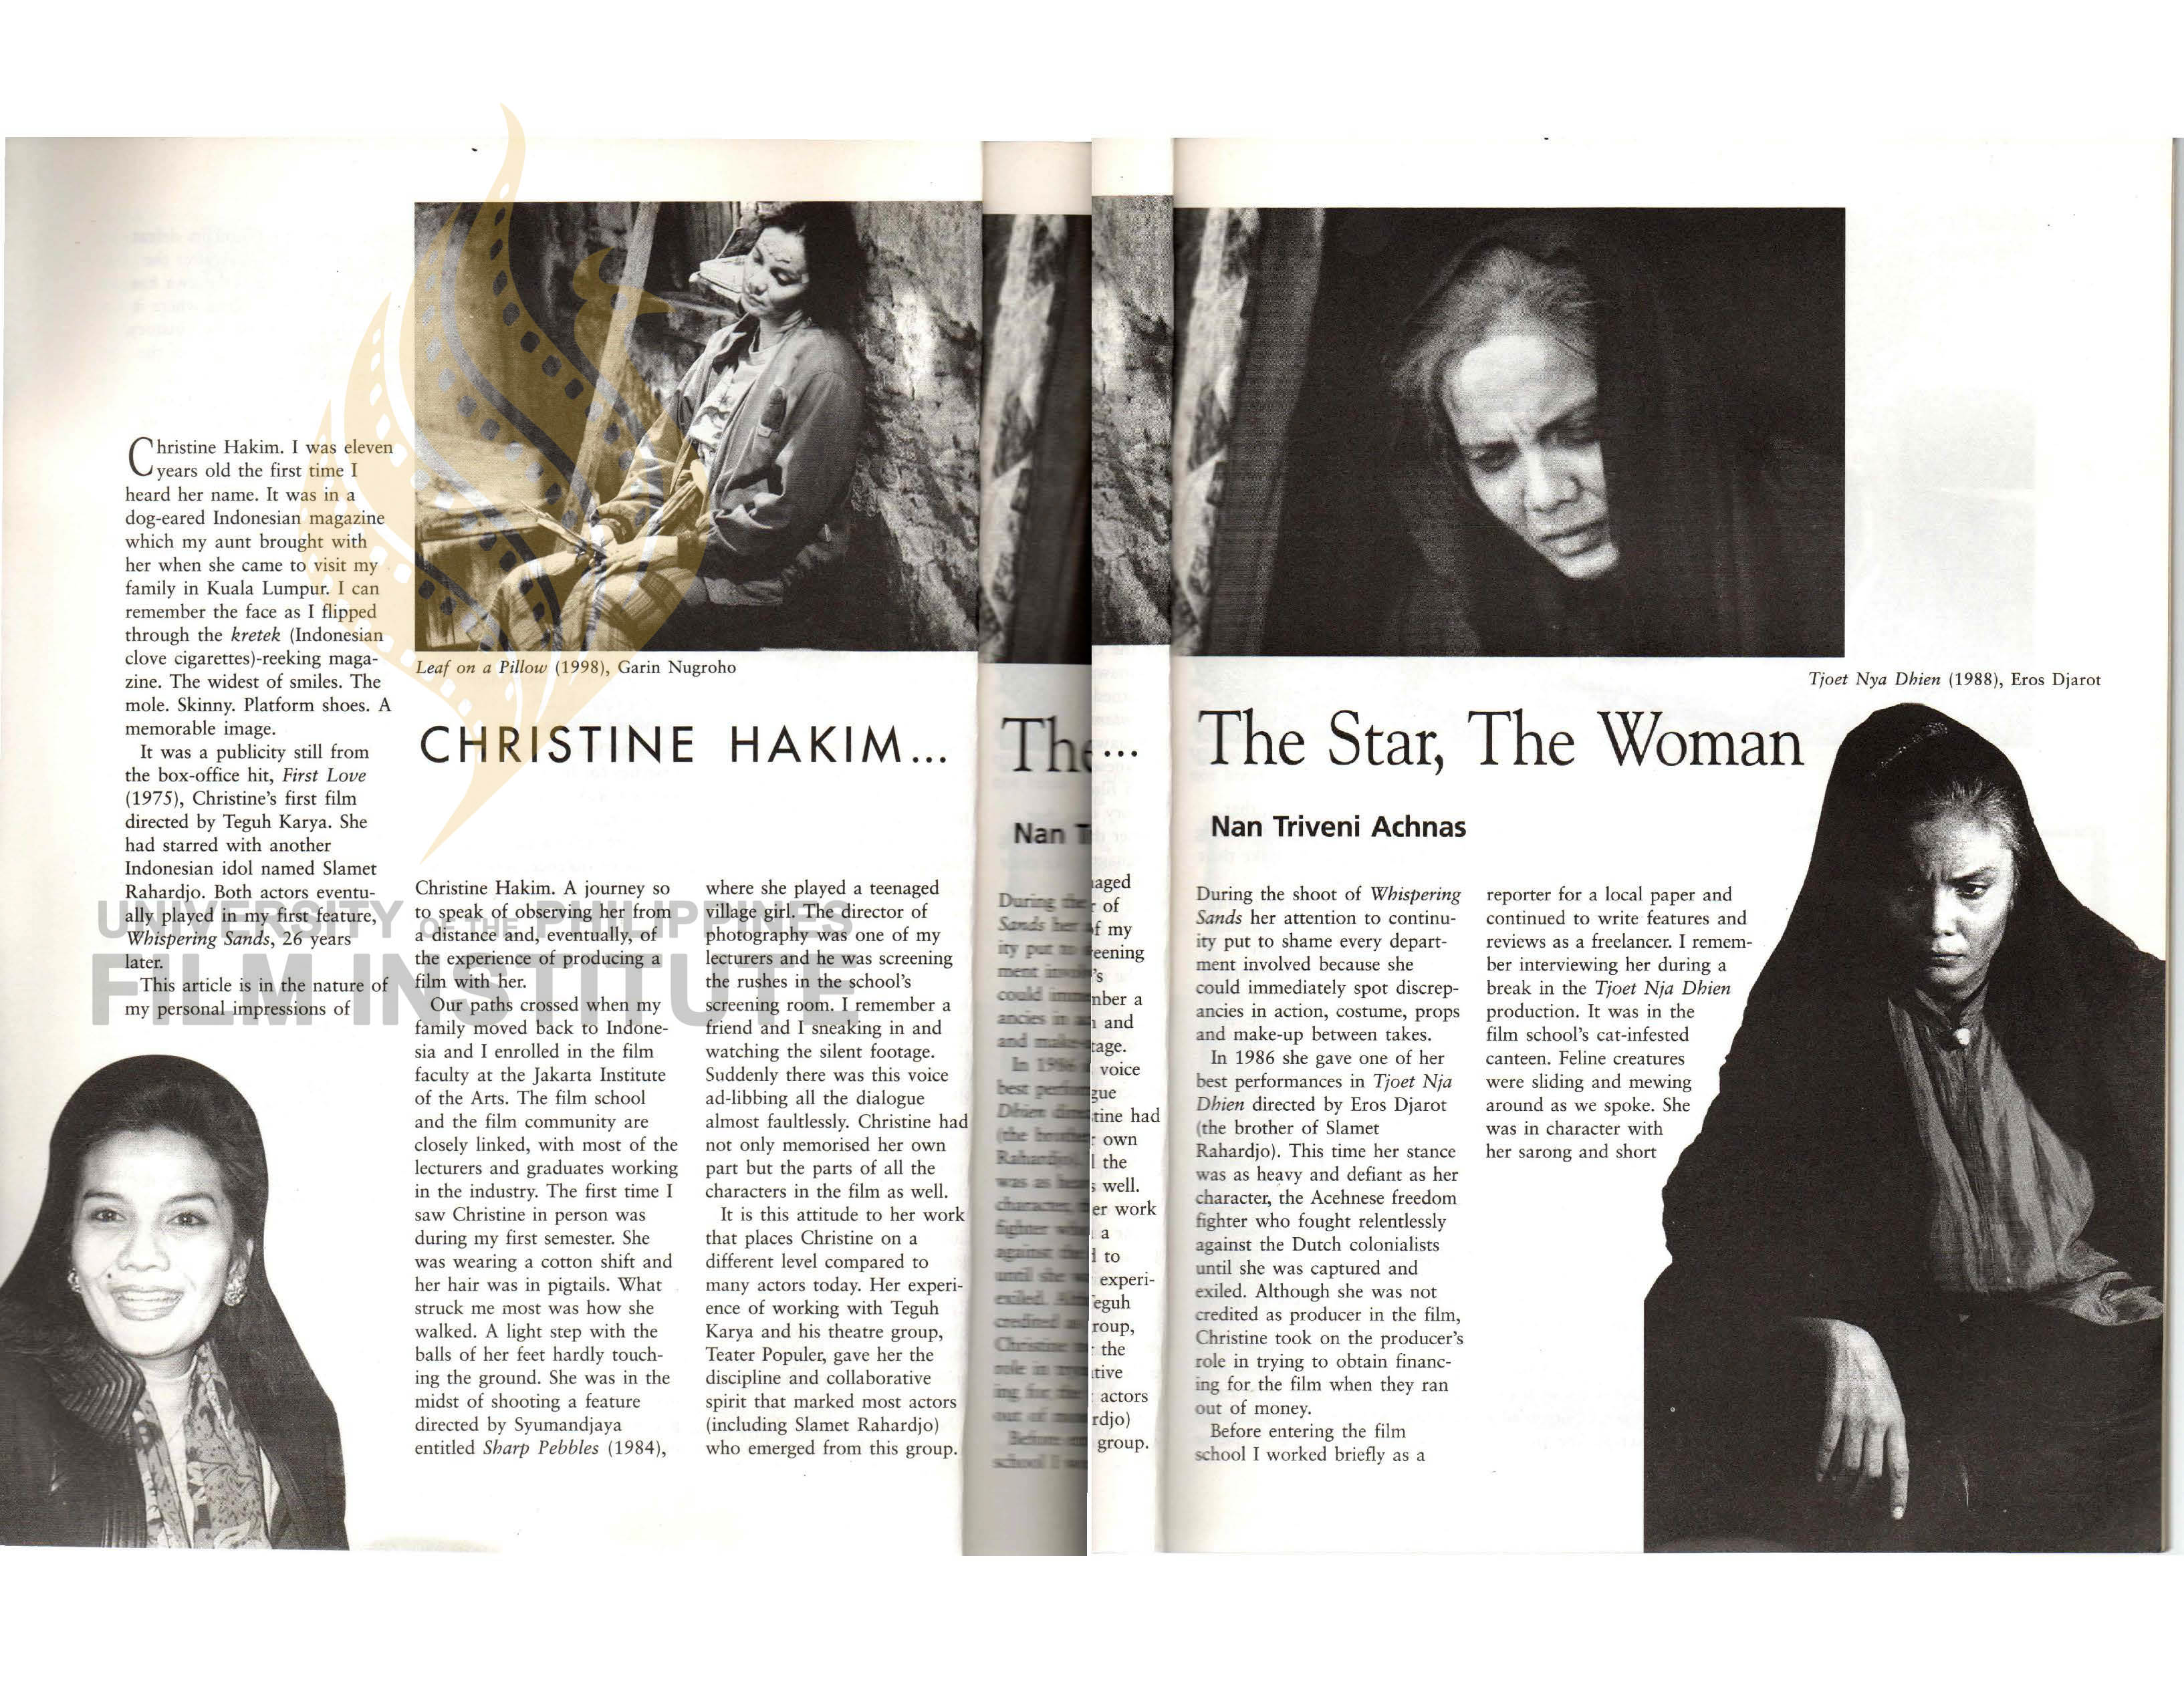 Christine Hakim. I was eleven
years old the first time I
heard her name. It was in a
dog-eared Indonesian magazine
which my aunt brought with
her when she came to visit my
family in Kuala Lumpur. I can
remember the face as I flipped
through the kretek (Indonesian
clove cigarettes)-reeking maga-
zine. The widest of smiles. The
mole. Skinny. Platform shoes. A
memorable image.
It was a publicity still from
the box-office hit, First Love
(1975), Christine's first film
directed by Teguh Karya. She
had starred with another
Indonesian idol named Slamet
Rahardjo. Both actors eventu-
ally played in my first feature,
Whispering Sands, 26 years
later.
This article is in the nature of
my personal impressions of
Leaf on a Pillow (1998), Garin Nugroho
CHRISTINE HAKIM...
Christine Hakim. A journey so
to speak of observing her from
a distance and, eventually, of
the experience of producing a
film with her.
Our paths crossed when my
family moved back to Indone-
sia and I enrolled in the film
faculty at the Jakarta Institute
of the Arts. The film school
and the film community are
closely linked, with most of the
lecturers and graduates working
in the industry. The first time I
saw Christine in person was
during my first semester. She
was wearing a cotton shift and
her hair was in pigtails. What
struck me most was how she
walked. A light step with the
balls of her feet hardly touch-
ing the ground. She was in the
midst of shooting a feature
directed by Syumandjaya
entitled Sharp Pebbles (1984),
where she played a teenaged
village girl. The director of
photography was one of my
lecturers and he was screening
the rushes in the school's
screening room. I remember a
friend and I sneaking in and
watching the silent footage.
Suddenly there was this voice
ad-libbing all the dialogue
almost faultlessly. Christine had
not only memorised her own
part but the parts of all the
characters in the film as well.
It is this attitude to her work
that places Christine on a
different level compared to
many actors today. Her experi-
ence of working with Teguh
Karya and his theatre group,
Teater Populer, gave her the
discipline and collaborative
spirit that marked most actors
(including Slamet Rahardjo)
who emerged from this group.
UNIVERSITY OF THE PHILIPPINES
FILM INSTITUTE
Tjoet Nya Dhien (1988), Eros Djarot
The Star, The Woman
Nan Triveni Achnas
During the shoot of Whispering
Sands her attention to continu-
ity put to shame every depart-
ment involved because she
could immediately spot discrep-
ancies in action, costume, props
and make-up between takes.
In 1986 she gave one of her
best performances in Tjoet Nja
Dhien directed by Eros Djarot
(the brother of Slamet
Rahardjo). This time her stance
was as heavy and defiant as her
character, the Acehnese freedom
fighter who fought relentlessly
against the Dutch colonialists
until she was captured and
exiled. Although she was not
credited as producer in the film,
Christine took on the producer's
role in trying to obtain financ-
ing for the film when they ran
out of money.
Before entering the film
school I worked briefly as a
reporter for a local paper and
continued to write features and
reviews as a freelancer. I remem-
ber interviewing her during a
break in the Tjoet Nja Dhien
production. It was in the
film school's cat-infested
canteen. Feline creatures
were sliding and mewing
around as we spoke. She
was in character with
her sarong and short